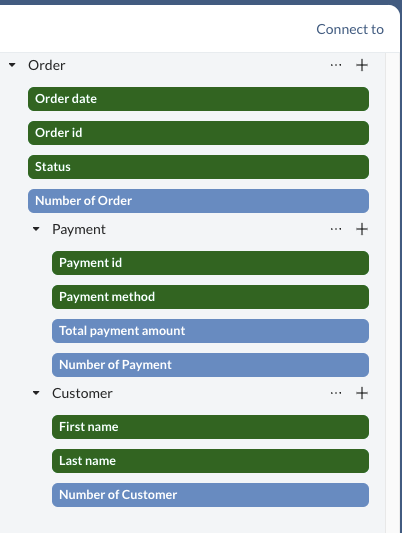 Connect to
Order
Order date
Order id
Status
Number of Order
Payment
Payment id
Payment method
Total payment amount
Number of Payment
Customer
First name
Last name
Number of Customer